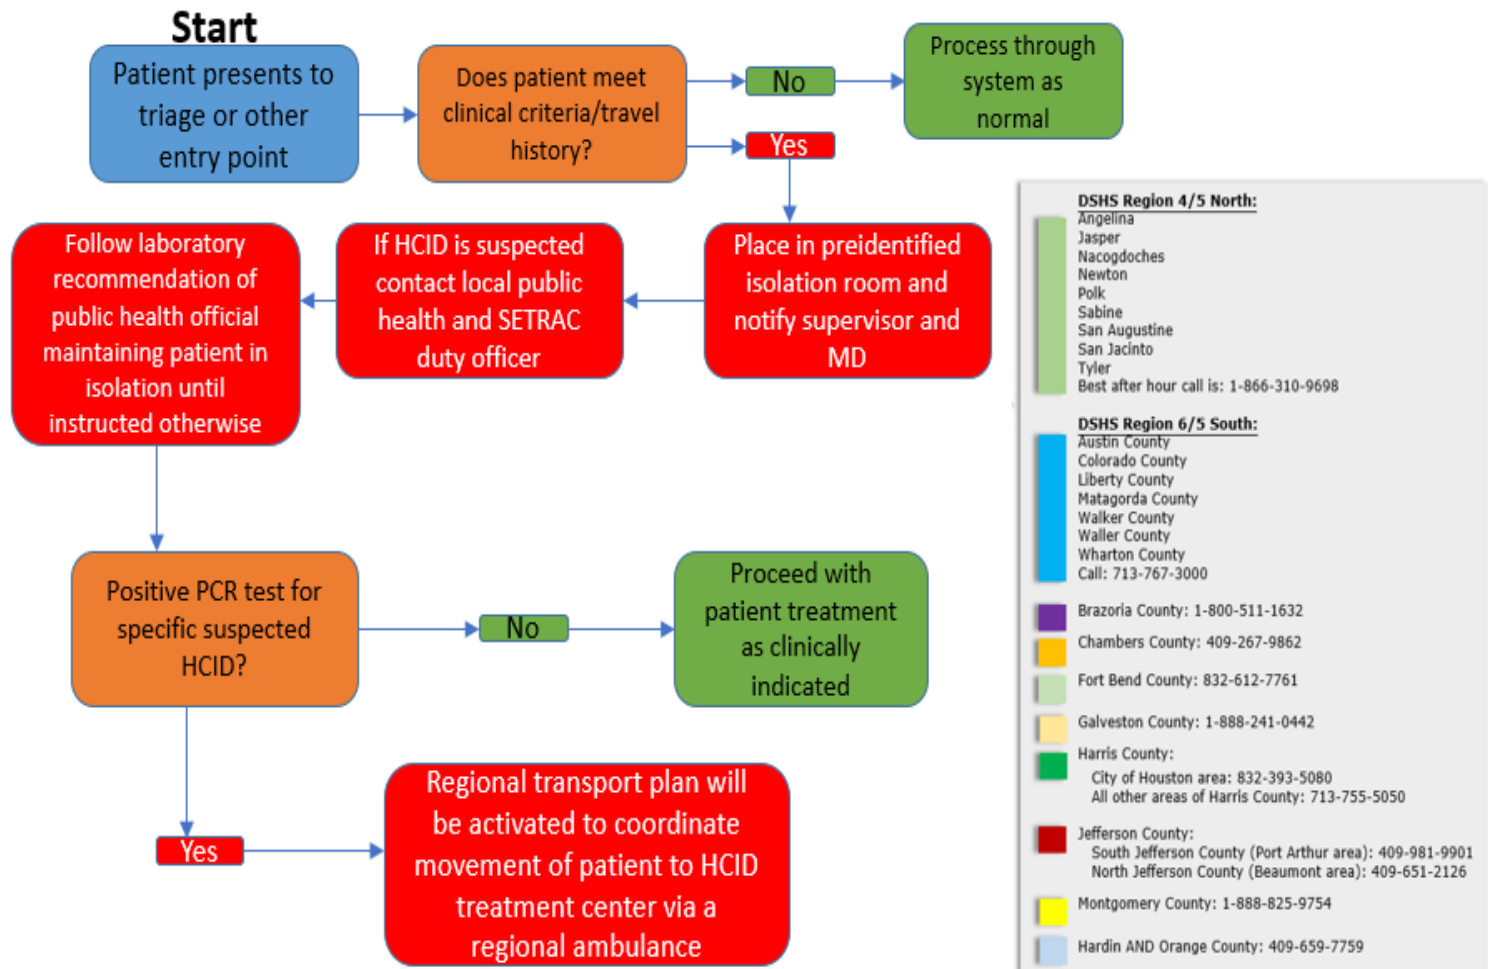 Start
Patient presents to
triage or other
entry point
Does patient meet
clinical criteria/travel
history?
No
Process through
system as
normal
Yes
Place in preidentified
isolation room and
notify supervisor and
MD
If HCID is suspected
contact local public
health and SETRAC
duty officer
Follow laboratory
recommendation of
public health official
maintaining patient in
isolation until
instructed otherwise
Positive PCR test for
specific suspected
HCID?
No
Proceed with
patient treatment
as clinically
indicated
Yes
Regional transport plan will
be activated to coordinate
movement of patient to HCID
treatment center via a
regional ambulance
DSHS Region 4/5 North:
Angelina
Jasper
Nacogdoches
Newton
Polk
Sabine
San Augustine
San Jacinto
Tyler
Best after hour call is: 1-866-310-9698
DSHS Region 6/5 South:
Austin County
Colorado County
Liberty County
Matagorda County
Walker County
Waller County
Wharton County
Call: 713-767-3000
Brazoria County: 1-800-511-1632
Chambers County: 409-267-9862
Fort Bend County: 832-612-7761
Galveston County: 1-888-241-0442
Harris County:
City of Houston area: 832-393-5080
All other areas of Harris County: 713-755-5050
Jefferson County:
South Jefferson County (Port Arthur area): 409-981-9901
North Jefferson County (Beaumont area): 409-651-2126
Montgomery County: 1-888-825-9754
Hardin AND Orange County: 409-659-7759